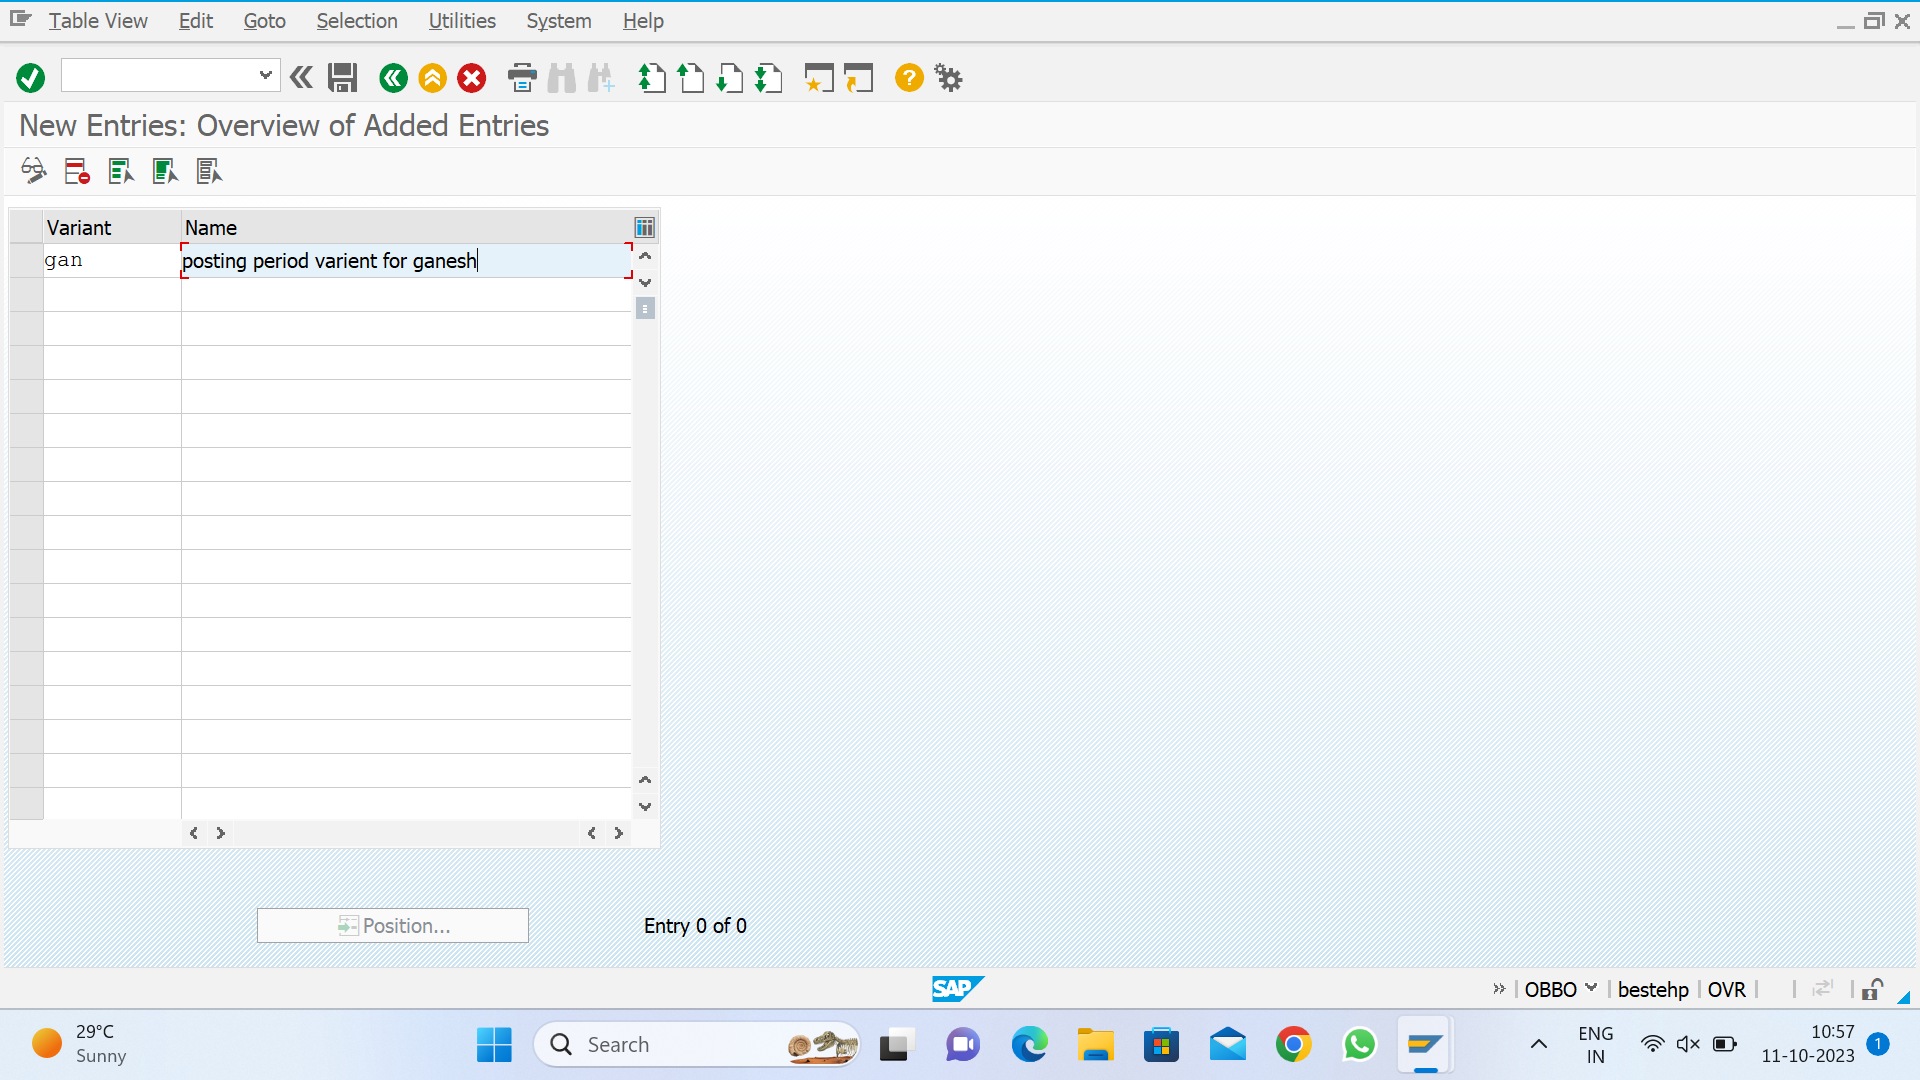 Table View Edit Goto Selection Utilities System Help
New Entries: Overview of Added Entries
Variant Name
gan posting period varient for ganesh
Position... Entry 0 of 0
SAP
OBBO bestehp OVR
29°C
Sunny
Search
ENG
IN
10:57
11-10-2023
1